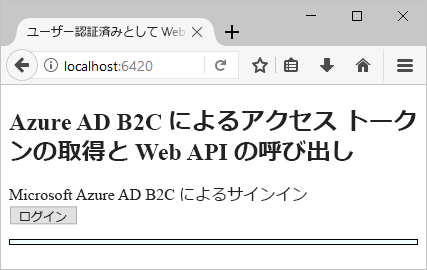 ユーザー認証済みとして Web
localhost:6420
Azure AD B2C によるアクセス トーク
ンの取得と Web API の呼び出し
Microsoft Azure AD B2C によるサインイン
ログイン